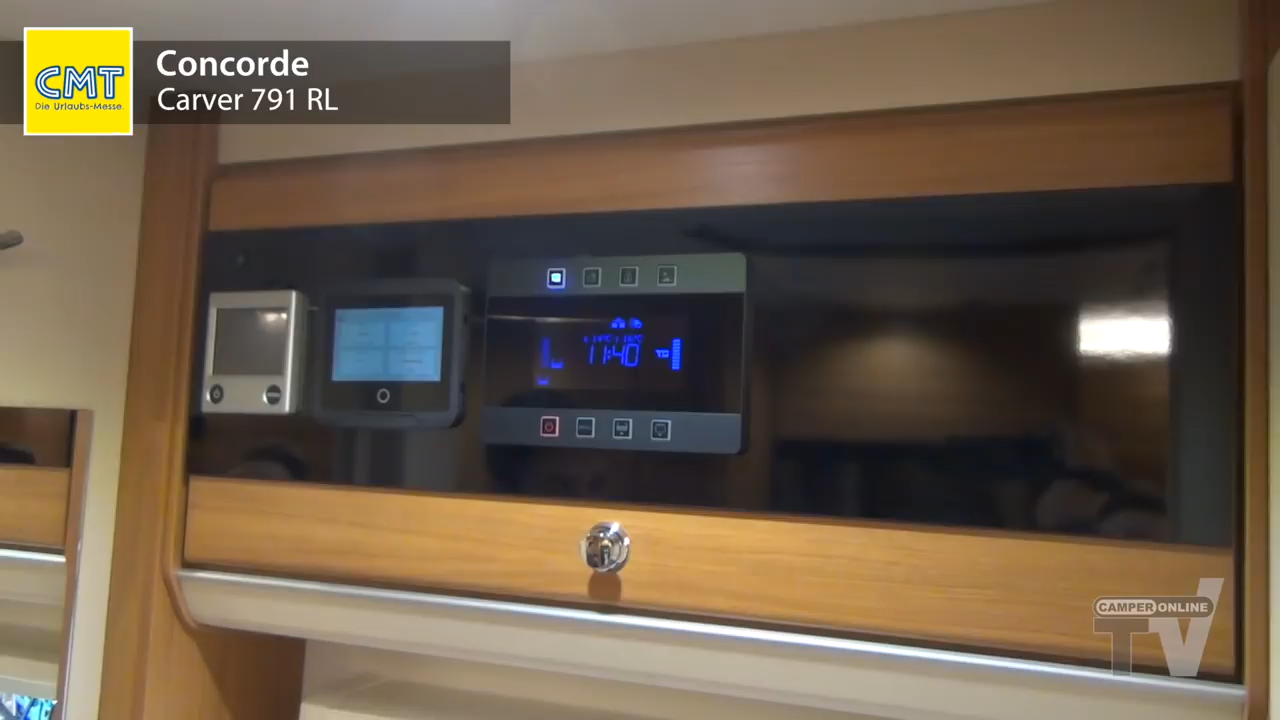 CMT
Die Urlaubs-Messe.
Concorde
Carver 791 RL
11:40
CAMPER ONLINE
TV